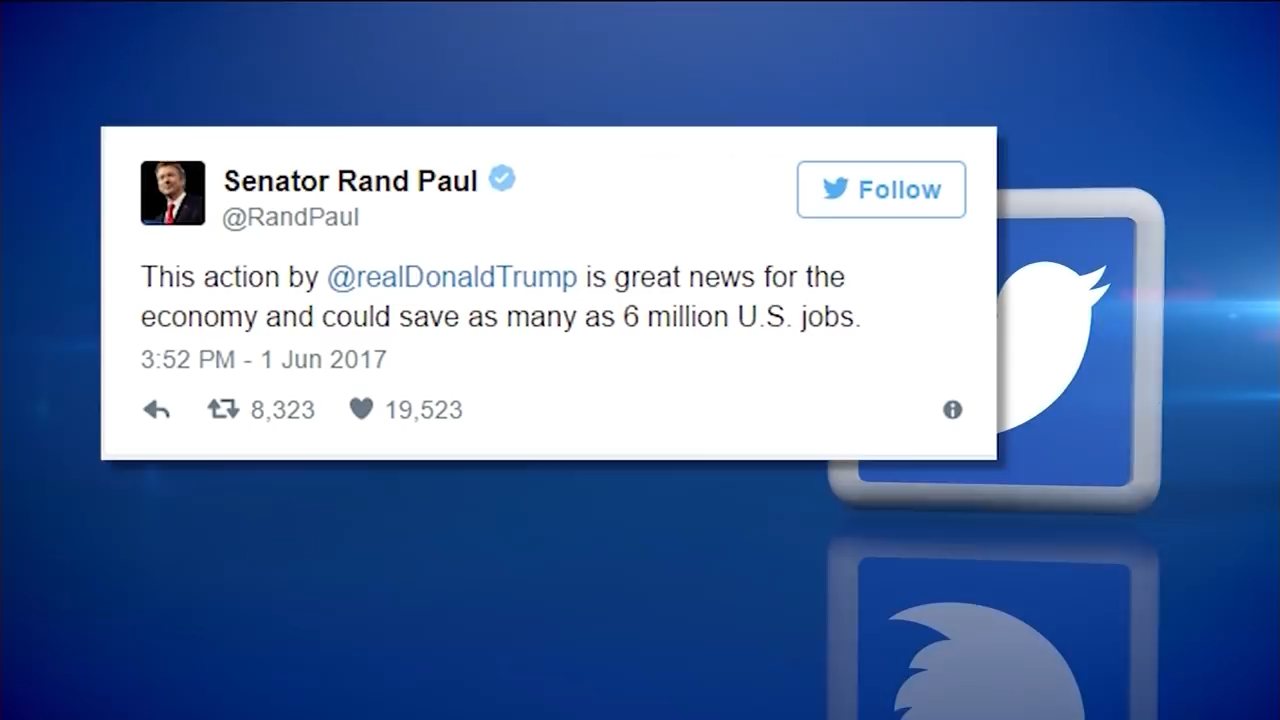 Senator Rand Paul
@RandPaul
Follow
This action by @realDonaldTrump is great news for the
economy and could save as many as 6 million U.S. jobs.
3:52 PM - 1 Jun 2017
8,323 19,523